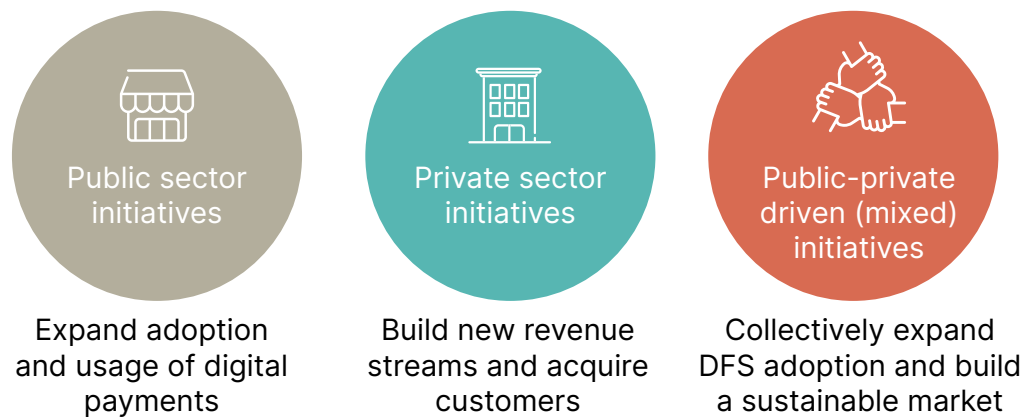 Public sector
initiatives
Expand adoption
and usage of digital
payments
Private sector
initiatives
Build new revenue
streams and acquire
customers
Public-private
driven (mixed)
initiatives
Collectively expand
DFS adoption and build
a sustainable market